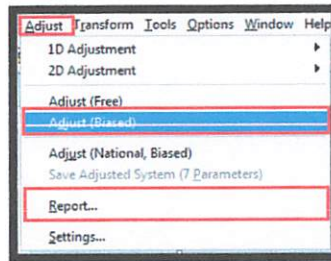 Adjust Transform Tools Options Window Help
1D Adjustment
2D Adjustment
Adjust (Free)
Adjust (Biased)
Adjust (National, Biased)
Save Adjusted System (7 Parameters)
Report...
Settings...